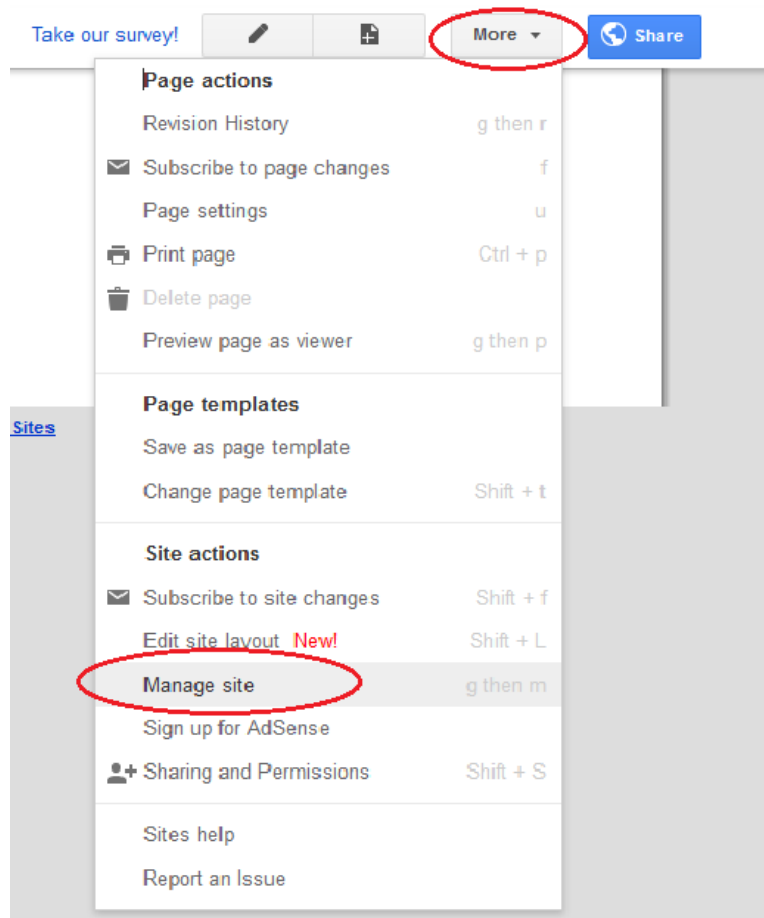 Take our survey! More Share
Page actions
Revision History g then r
Subscribe to page changes f
Page settings u
Print page Ctrl + p
Delete page
Preview page as viewer g then p
Page templates
Sites
Save as page template
Change page template Shift + t
Site actions
Subscribe to site changes Shift + f
Edit site layout New! Shift + L
Manage site g then m
Sign up for AdSense
Sharing and Permissions Shift + S
Sites help
Report an Issue